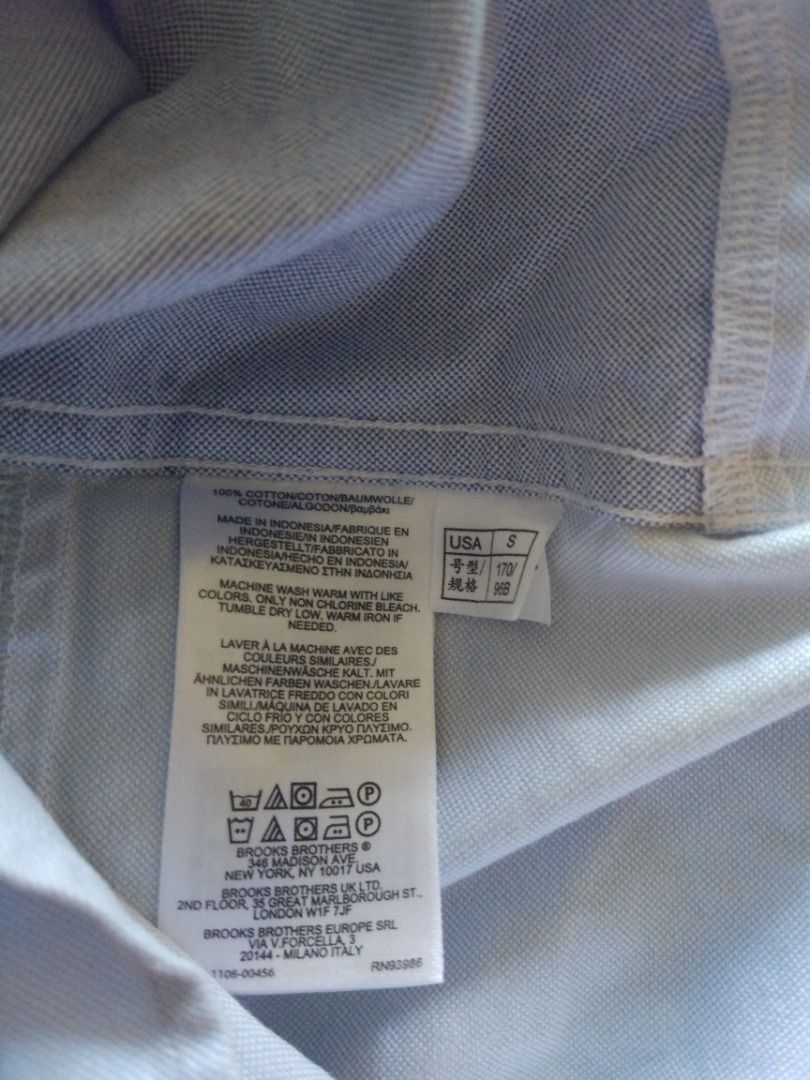 100% COTTON/COTON/BAUMWOLLE/
COTONE/ALGODON/Βαμβάκι
MADE IN INDONESIA/FABRIQUE EN
INDONESIE/IN INDONESIEN
HERGESTELLT/FABBRICATO IN
INDONESIA/HECHO EN INDONESIA/
ΚΑΤΑΣΚΕΥΑΣΜΕΝΟ ΣΤΗΝ ΙΝΔΟΝΗΣΙΑ
MACHINE WASH WARM WITH LIKE
COLORS. ONLY NON CHLORINE BLEACH.
TUMBLE DRY LOW. WARM IRON IF
NEEDED.
LAVER À LA MACHINE AVEC DES
COULEURS SIMILAIRES./
MASCHINENWÄSCHE KALT. MIT
ÄHNLICHEN FARBEN WASCHEN./LAVARE
IN LAVATRICE FREDDO CON COLORI
SIMILI./MÁQUINA DE LAVADO EN
CICLO FRÍO Y CON COLORES
SIMILARES./ΡΟΥΧΩΝ ΚΡΥΟ ΠΛΥΣΙΜΟ.
ΠΛΥΣΙΜΟ ΜΕ ΠΑΡΟΜΟΙΑ ΧΡΩΜΑΤΑ.
40 P
P
BROOKS BROTHERS ®
346 MADISON AVE.
NEW YORK, NY 10017 USA
BROOKS BROTHERS UK LTD.
2ND FLOOR, 35 GREAT MARLBOROUGH ST.,
LONDON W1F 7JF
BROOKS BROTHERS EUROPE SRL
VIA V.FORCELLA, 3
20144 - MILANO ITALY
1108-00456 RN93986
USA S
号型/ 170/
规格 96B